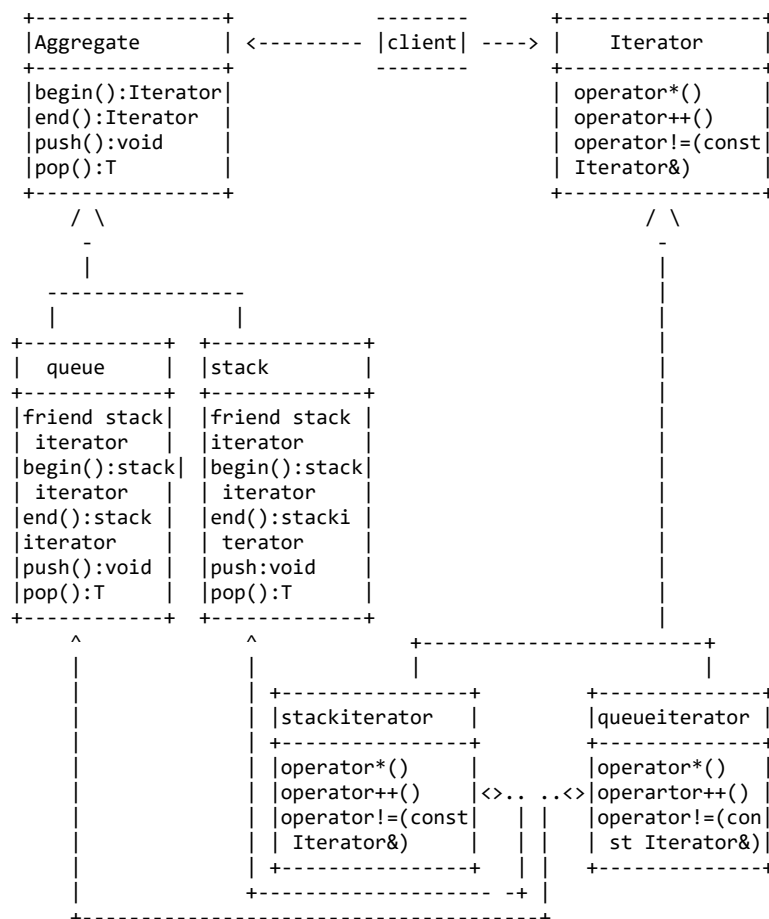 Aggregate
client
Iterator
begin():Iterator
end():Iterator
push():void
pop():T
operator*()
operator++()
operator!=(const
Iterator&)
queue
friend stack
iterator
begin():stack
iterator
end():stack
iterator
push():void
pop():T
stack
friend stack
iterator
begin():stack
iterator
end():stacki
terator
push:void
pop():T
stackiterator
operator*()
operator++()
operator!=(const
Iterator&)
queueiterator
operator*()
operartor++()
operator!=(con
st Iterator&)